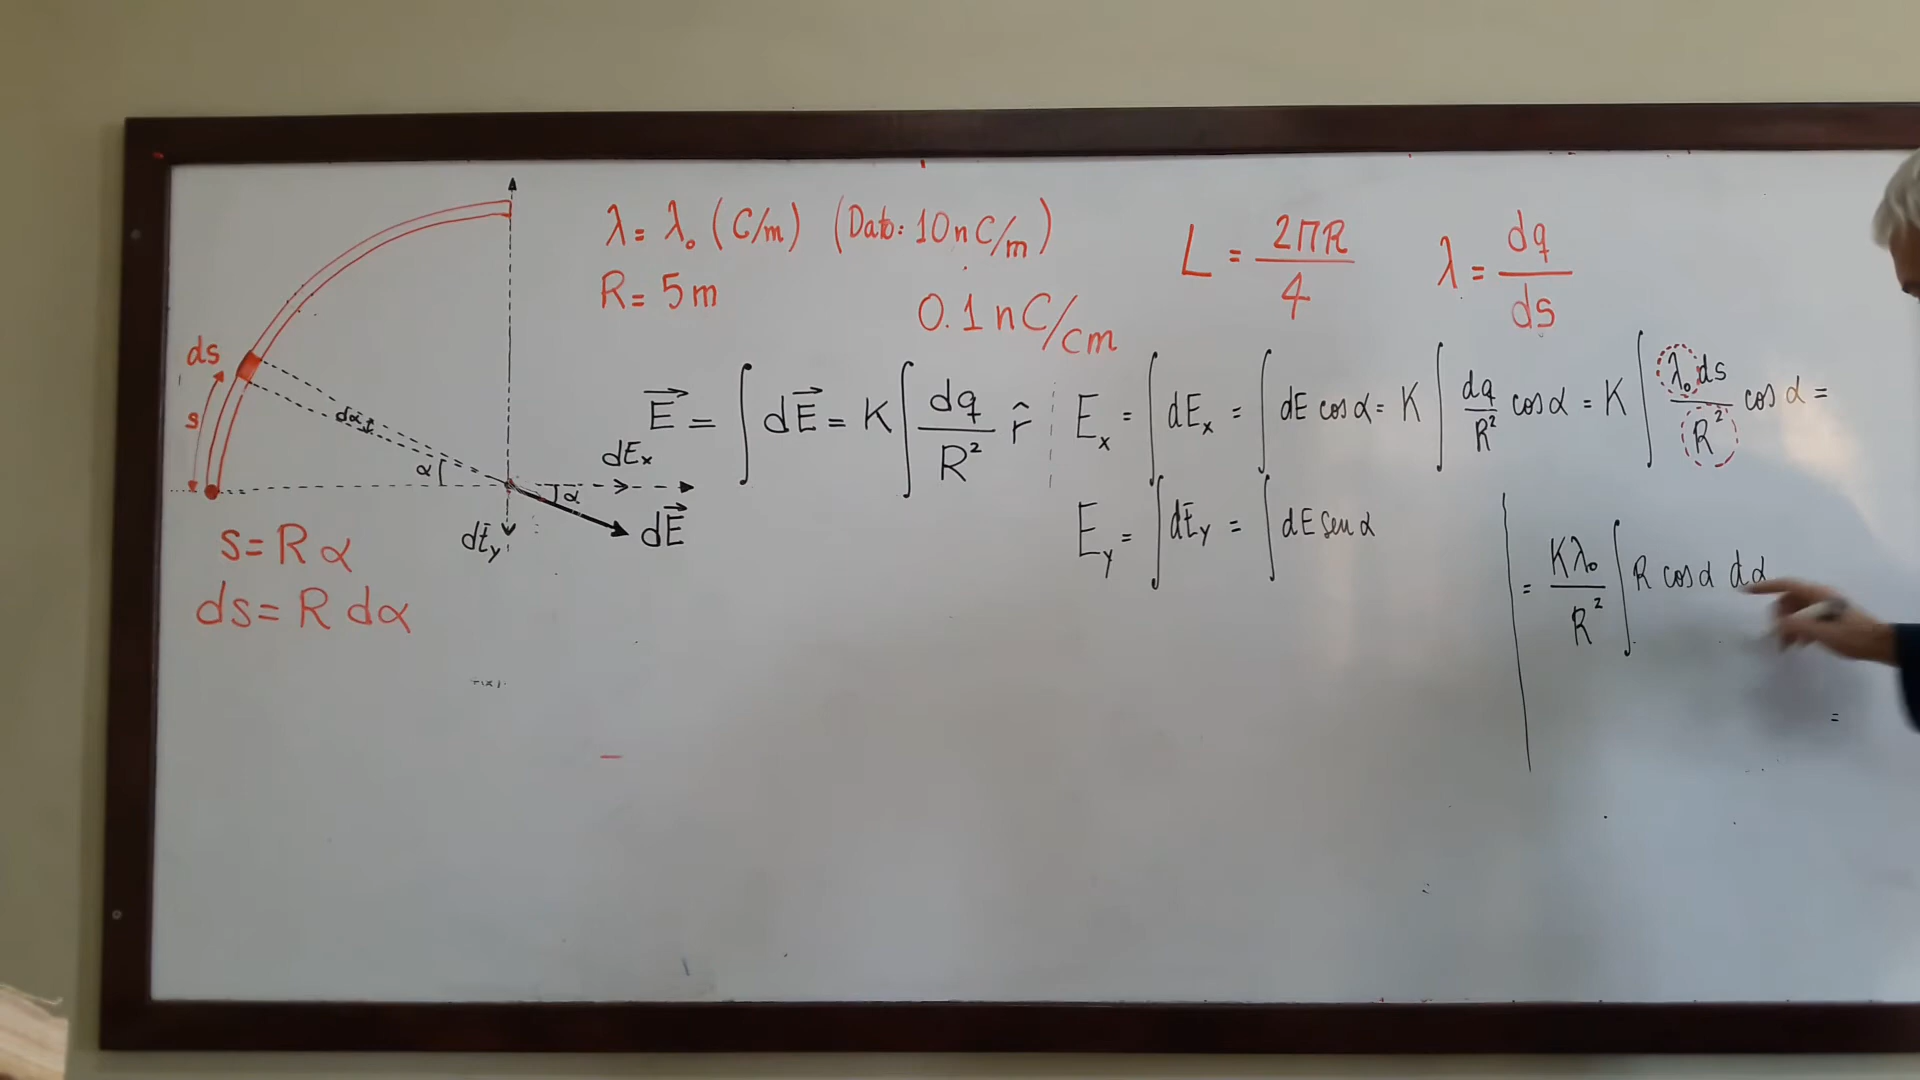 λ = λ₀ (C/m) (Dato: 10 nC/m)
R = 5 m
0.1 nC/cm
L = 2πR / 4
λ = dq / ds
ds
s
dα
α
dEx
α
dE⃗
dEy
s = R α
ds = R dα
E⃗ = ∫ dE⃗ = K ∫ dq/R² r̂
Ex = ∫ dEx = ∫ dE cos α = K ∫ dq/R² cos α = K ∫ λ₀ ds/R² cos α =
Ey = ∫ dEy = ∫ dE sen α
= Kλ₀/R² ∫ R cos α dα
=